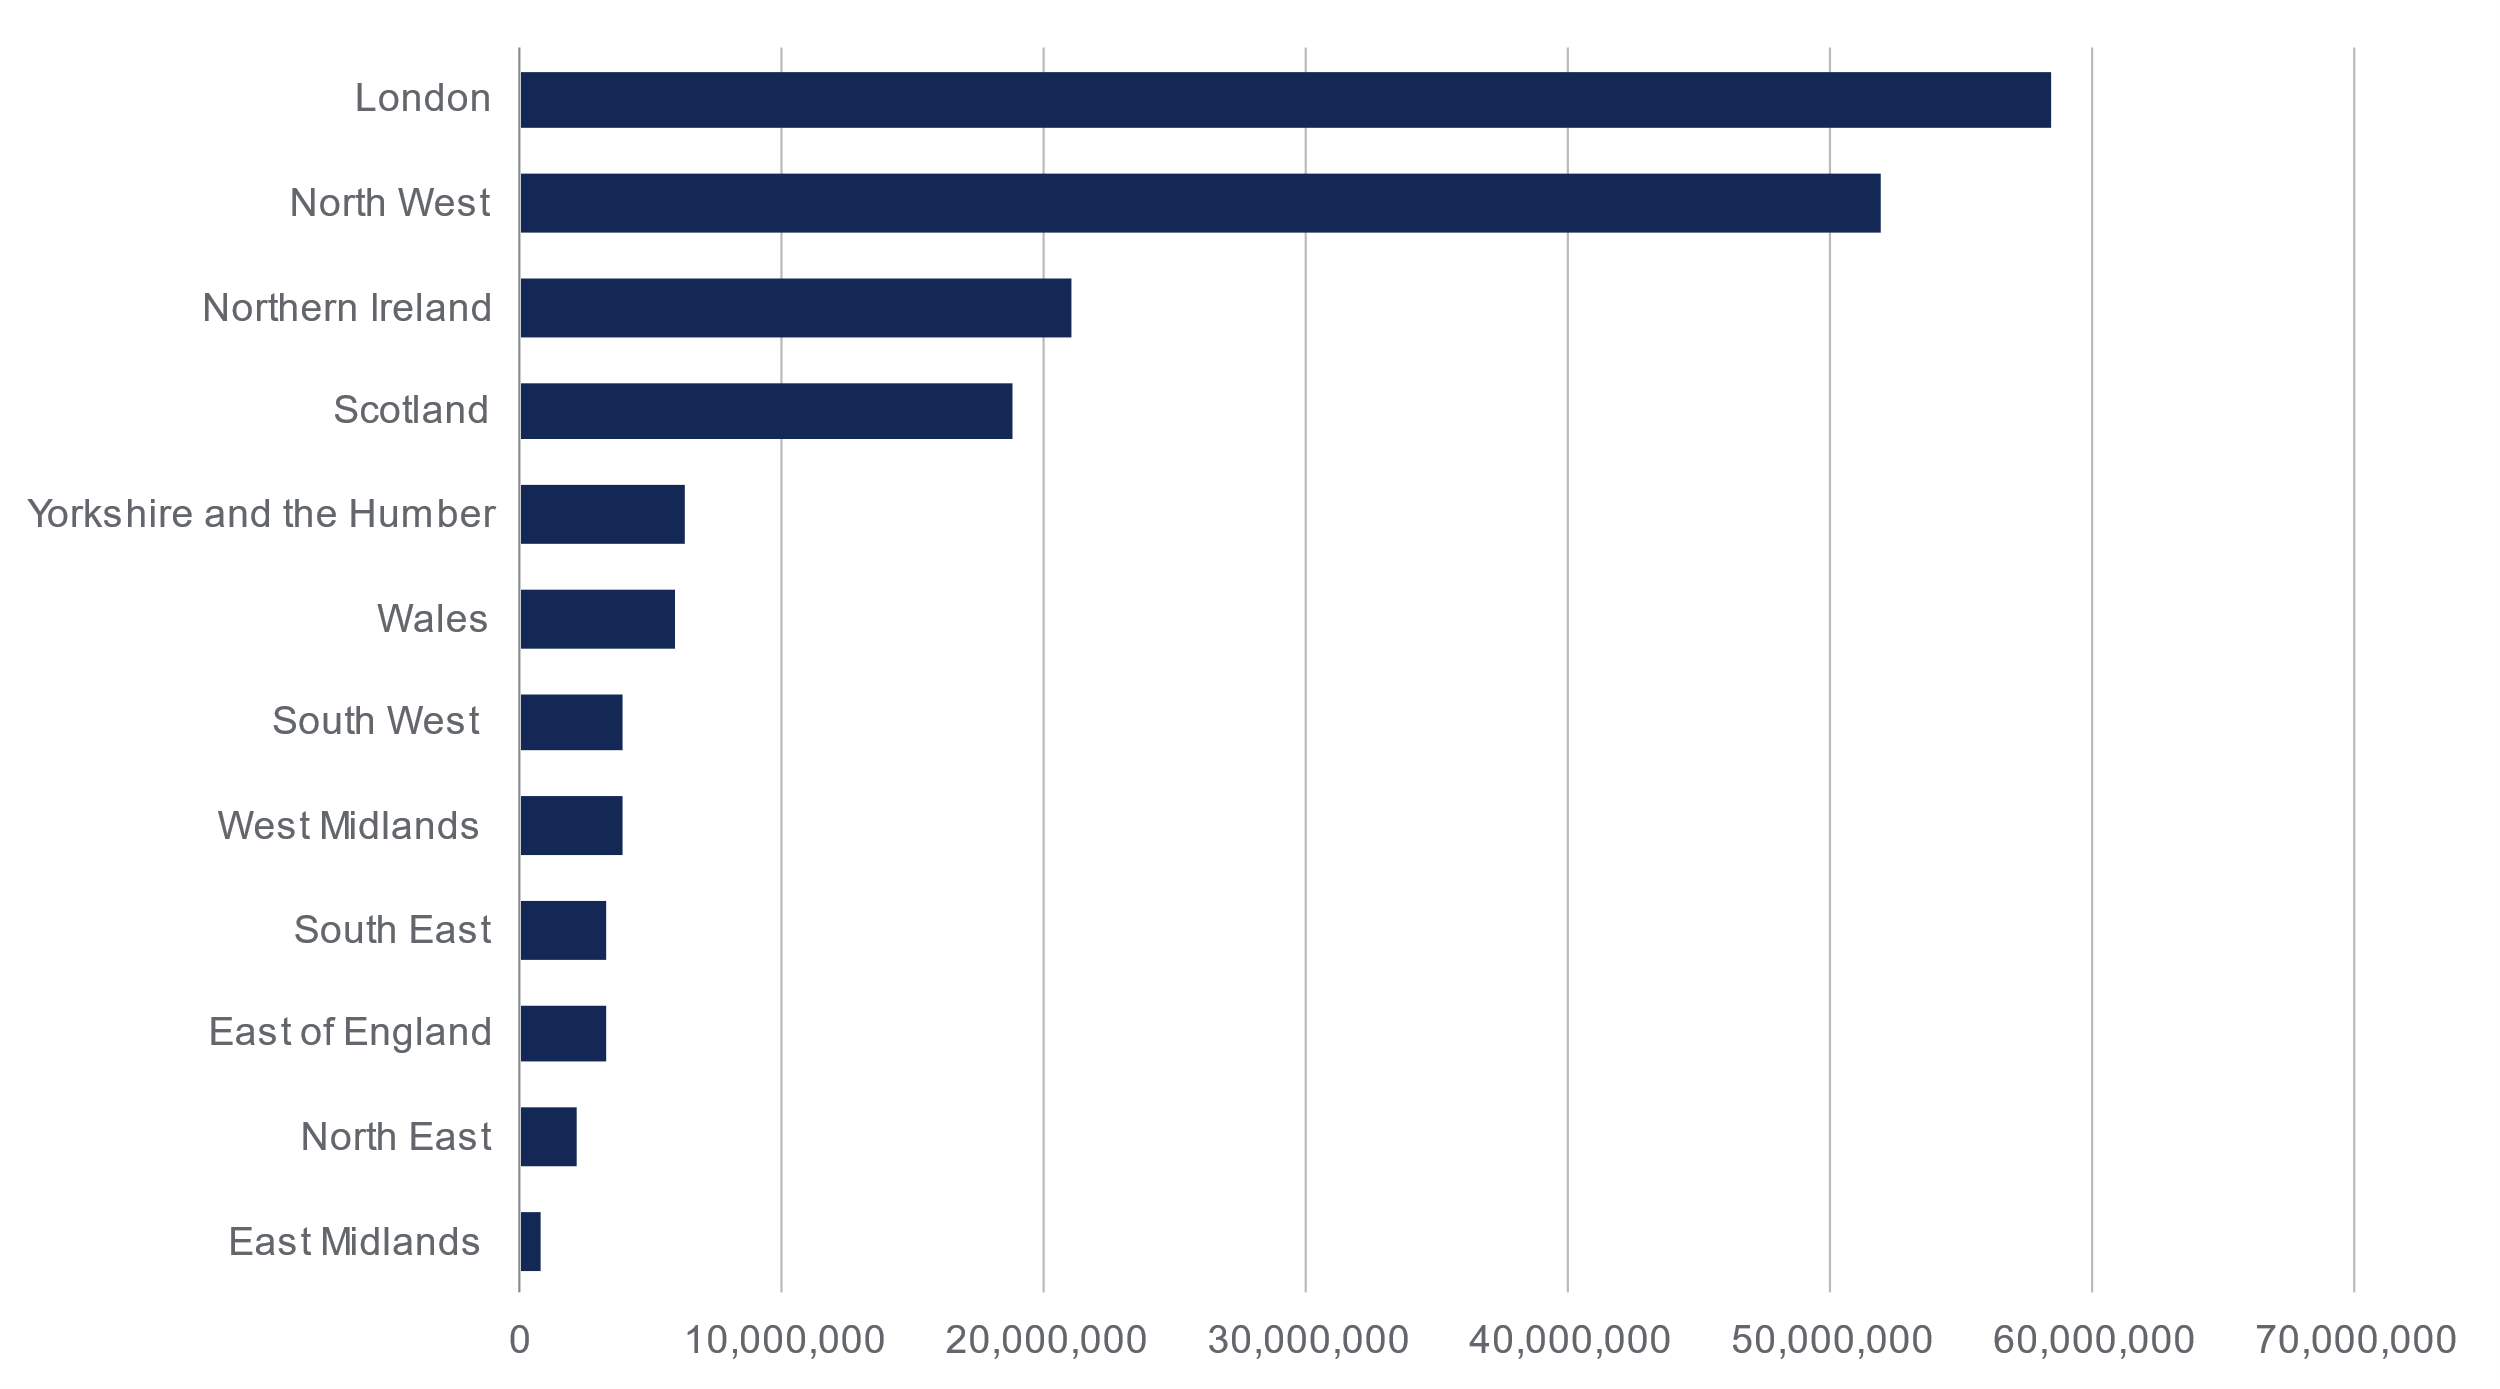 London
North West
Northern Ireland
Scotland
Yorkshire and the Humber
Wales
South West
West Midlands
South East
East of England
North East
East Midlands
0 10,000,000 20,000,000 30,000,000 40,000,000 50,000,000 60,000,000 70,000,000